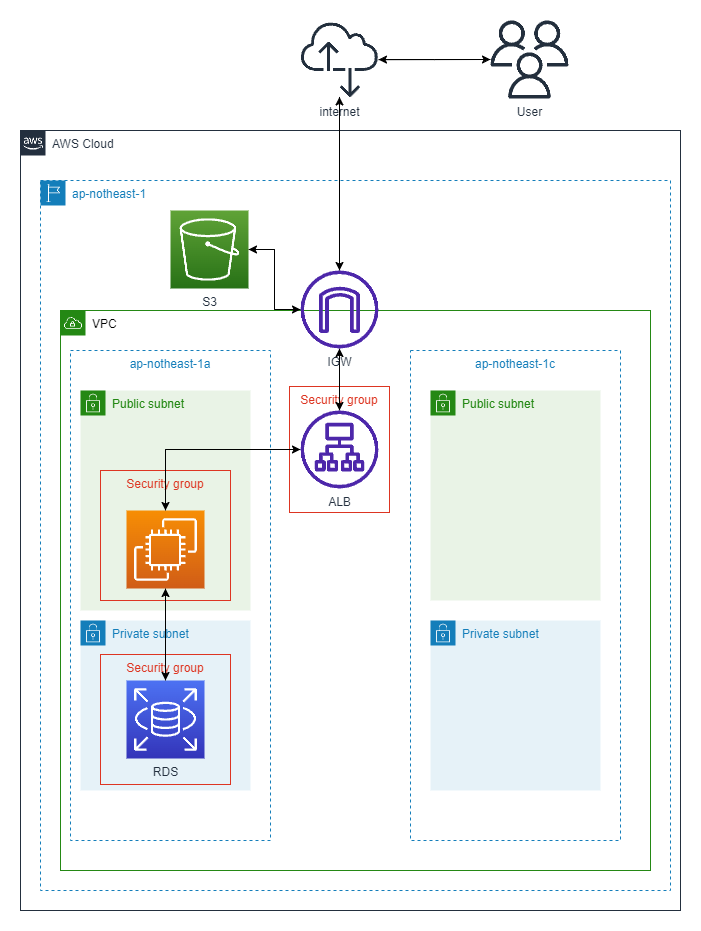 internet
User
aws
AWS Cloud
ap-notheast-1
S3
VPC
IGW
ap-notheast-1a
ap-notheast-1c
Public subnet
Security group
ALB
Public subnet
Security group
Private subnet
Security group
RDS
Private subnet